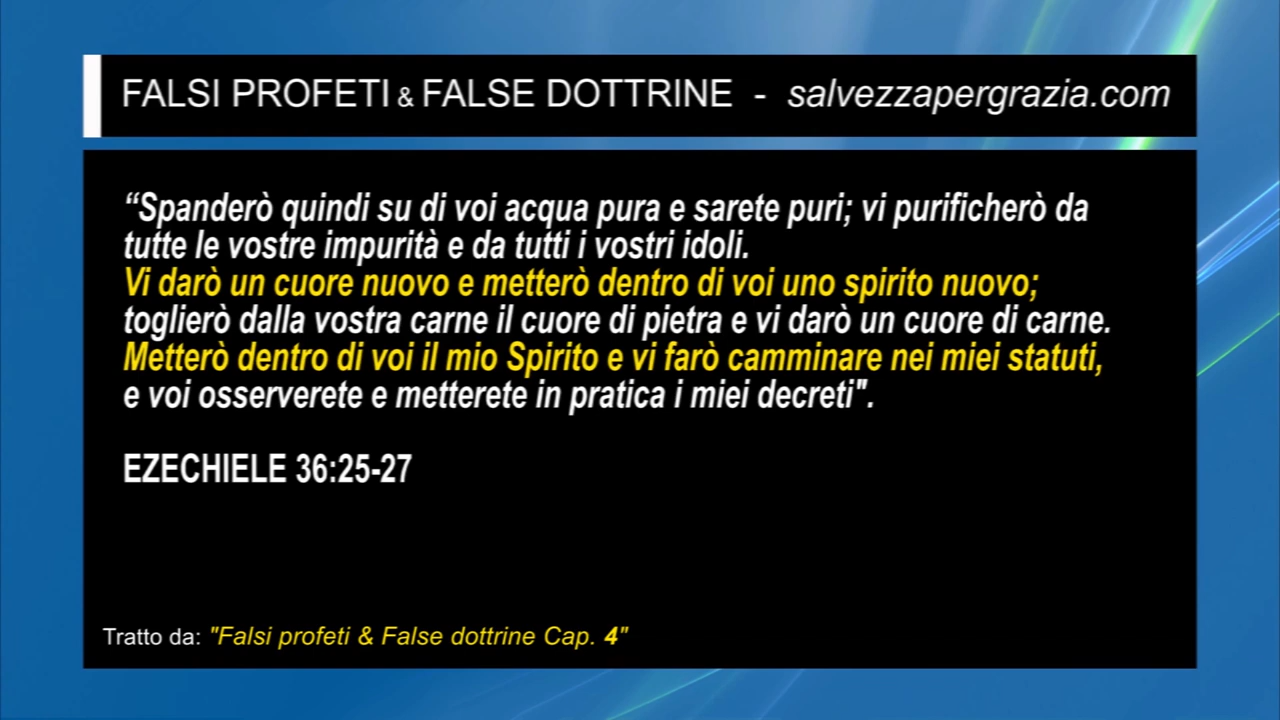 FALSI PROFETI & FALSE DOTTRINE - salvezzapergrazia.com
“Spanderò quindi su di voi acqua pura e sarete puri; vi purificherò da
tutte le vostre impurità e da tutti i vostri idoli.
Vi darò un cuore nuovo e metterò dentro di voi uno spirito nuovo;
toglierò dalla vostra carne il cuore di pietra e vi darò un cuore di carne.
Metterò dentro di voi il mio Spirito e vi farò camminare nei miei statuti,
e voi osserverete e metterete in pratica i miei decreti".
EZECHIELE 36:25-27
Tratto da: "Falsi profeti & False dottrine Cap. 4"